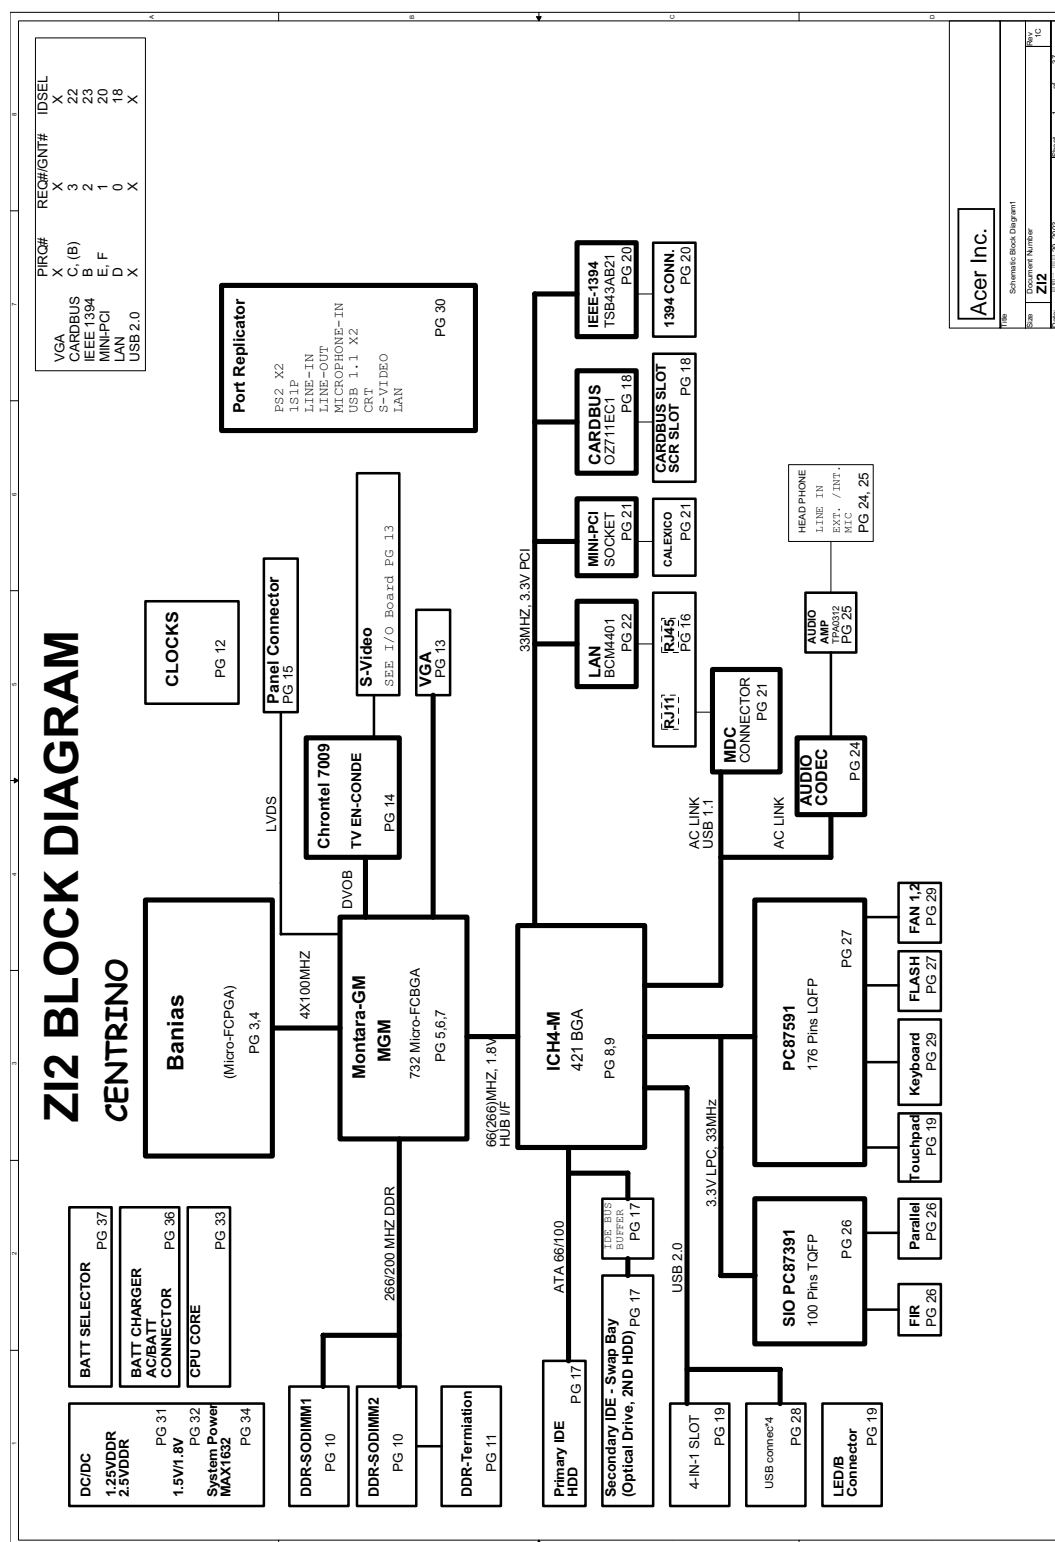 ZI2 BLOCK DIAGRAM
CENTRINO
DC/DC
1.25VDDR
2.5VDDR
PG 31
1.5V/1.8V
PG 32
System Power
MAX1632
PG 34
BATT SELECTOR
PG 37
BATT CHARGER
AC/BATT
CONNECTOR
PG 36
CPU CORE
PG 33
Banias
(Micro-FCPGA)
PG 3,4
CLOCKS
PG 12
PIRQ# REQ#/GNT# IDSEL
VGA X X X
CARDBUS C, (B) 3 22
IEEE 1394 B 2 23
MINI-PCI E, F 1 20
LAN D 0 18
USB 2.0 X X X
4X100MHZ
LVDS
Panel Connector
PG 15
DVOB
Chrontel 7009
TV EN-CONDE
PG 14
S-Video
SEE I/O Board PG 13
VGA
PG 13
Port Replicator
PS2 X2
1S1P
LINE-IN
LINE-OUT
MICROPHONE-IN
USB 1.1 X2
CRT
S-VIDEO
LAN
PG 30
Montara-GM
MGM
732 Micro-FCBGA
PG 5,6,7
266/200 MHZ DDR
DDR-SODIMM1
PG 10
DDR-SODIMM2
PG 10
DDR-Termiation
PG 11
66(266)MHZ, 1.8V
HUB I/F
33MHZ, 3.3V PCI
ICH4-M
421 BGA
PG 8,9
ATA 66/100
Primary IDE
HDD
PG 17
IDE BUS
BUFFER
PG 17
Secondary IDE - Swap Bay
(Optical Drive, 2ND HDD)
PG 17
LAN
BCM4401
PG 22
MINI-PCI
SOCKET
PG 21
CARDBUS
OZ711EC1
PG 18
IEEE-1394
TSB43AB21
PG 20
RJ11
RJ45
PG 16
CALEXICO
PG 21
CARDBUS SLOT
SCR SLOT
PG 18
1394 CONN.
PG 20
USB 2.0
4-IN-1 SLOT
PG 19
USB connec*4
PG 28
LED/B
Connector
PG 19
3.3V LPC, 33MHz
AC LINK
USB 1.1
MDC
CONNECTOR
PG 21
AC LINK
AUDIO
CODEC
PG 24
AUDIO
AMP
TPA0312
PG 25
HEAD PHONE
LINE IN
EXT. /INT.
MIC
PG 24, 25
SIO PC87391
100 Pins TQFP
PG 26
PC87591
176 Pins LQFP
PG 27
FIR
PG 26
Parallel
PG 26
Touchpad
PG 19
Keyboard
PG 29
FLASH
PG 27
FAN 1,2
PG 29
Acer Inc.
Title
Schematic Block Diagram1
Size
Document Number
Rev
ZI2
1C